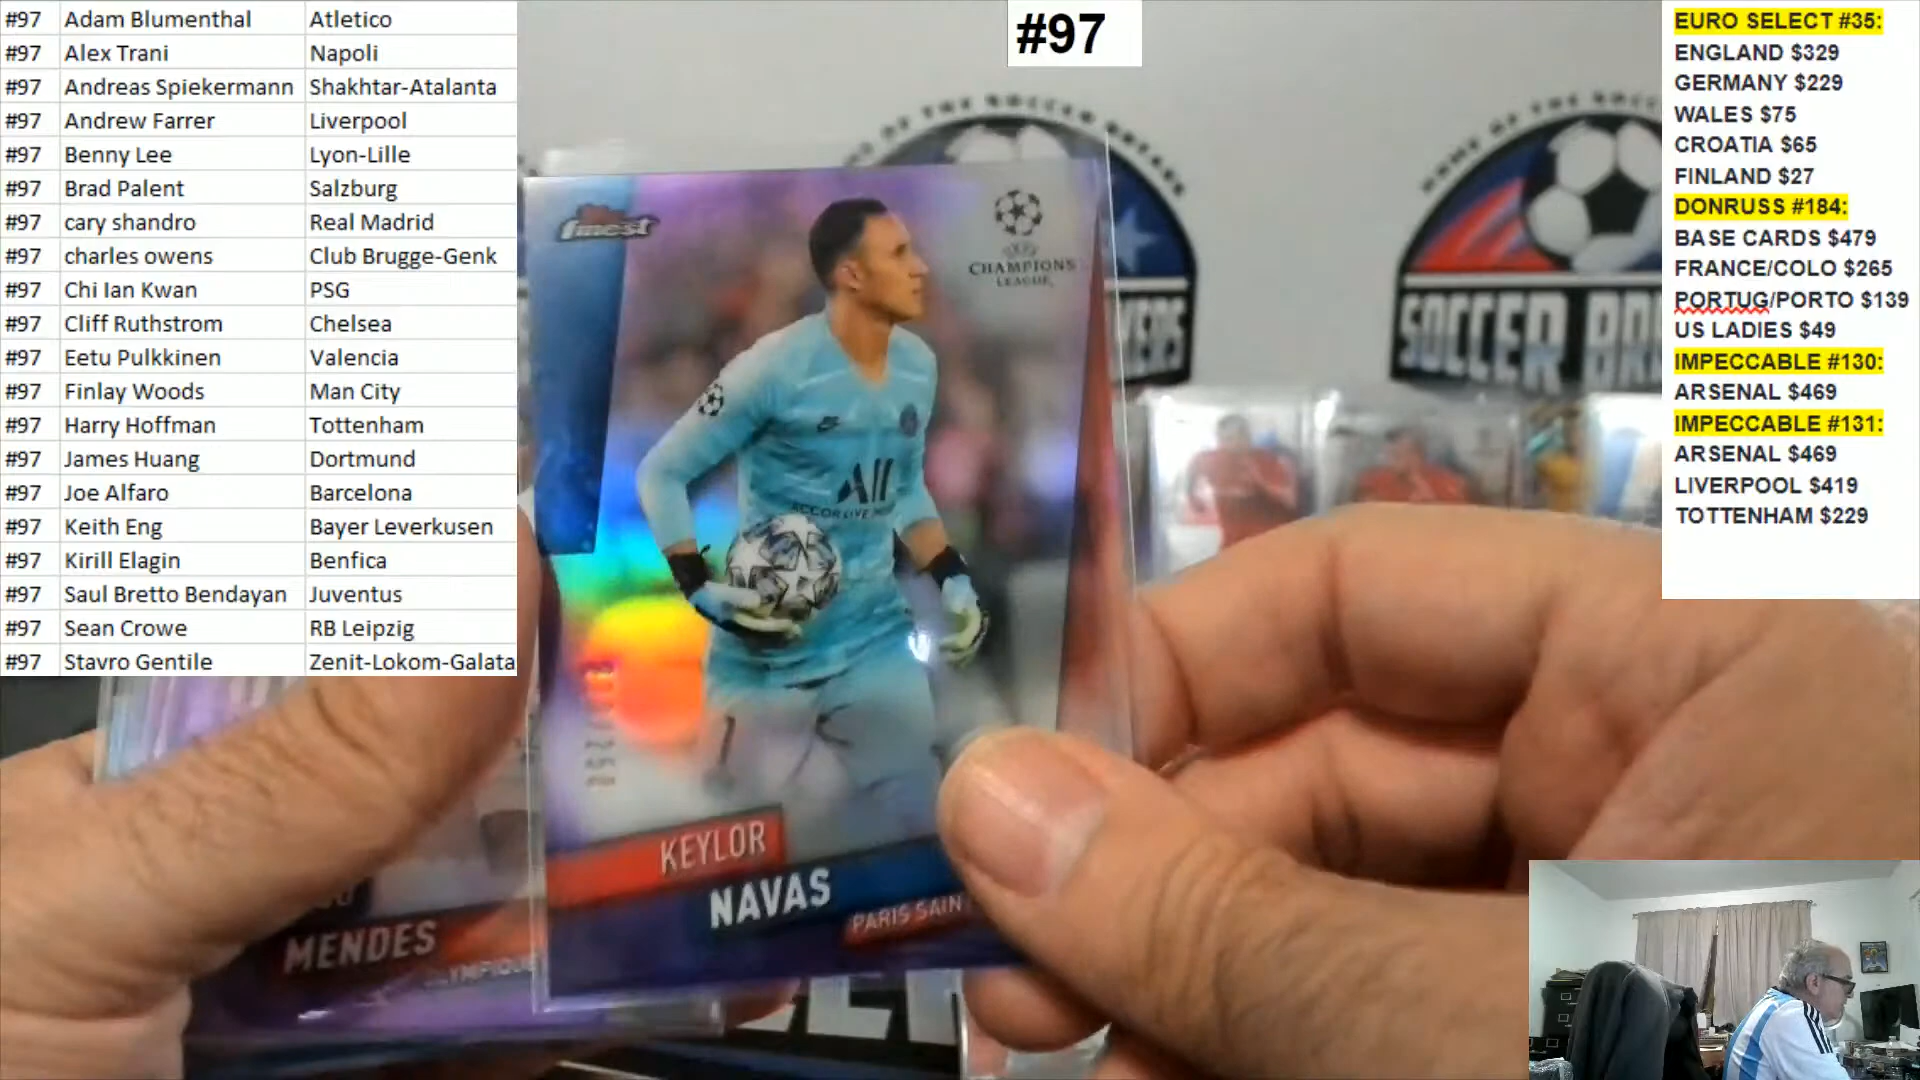 #97 Adam Blumenthal Atletico
#97 Alex Trani Napoli
#97 Andreas Spiekermann Shakhtar-Atalanta
#97 Andrew Farrer Liverpool
#97 Benny Lee Lyon-Lille
#97 Brad Palent Salzburg
#97 cary shandro Real Madrid
#97 charles owens Club Brugge-Genk
#97 Chi Ian Kwan PSG
#97 Cliff Ruthstrom Chelsea
#97 Eetu Pulkkinen Valencia
#97 Finlay Woods Man City
#97 Harry Hoffman Tottenham
#97 James Huang Dortmund
#97 Joe Alfaro Barcelona
#97 Keith Eng Bayer Leverkusen
#97 Kirill Elagin Benfica
#97 Saul Bretto Bendayan Juventus
#97 Sean Crowe RB Leipzig
#97 Stavro Gentile Zenit-Lokom-Galata
#97
EURO SELECT #35:
ENGLAND $329
GERMANY $229
WALES $75
CROATIA $65
FINLAND $27
DONRUSS #184:
BASE CARDS $479
FRANCE/COLO $265
PORTUG/PORTO $139
US LADIES $49
IMPECCABLE #130:
ARSENAL $469
IMPECCABLE #131:
ARSENAL $469
LIVERPOOL $419
TOTTENHAM $229
finest
CHAMPIONS
LEAGUE
KEYLOR
NAVAS
PARIS SAIN
MENDES
HOME OF THE SOCCER
SOCCER BR